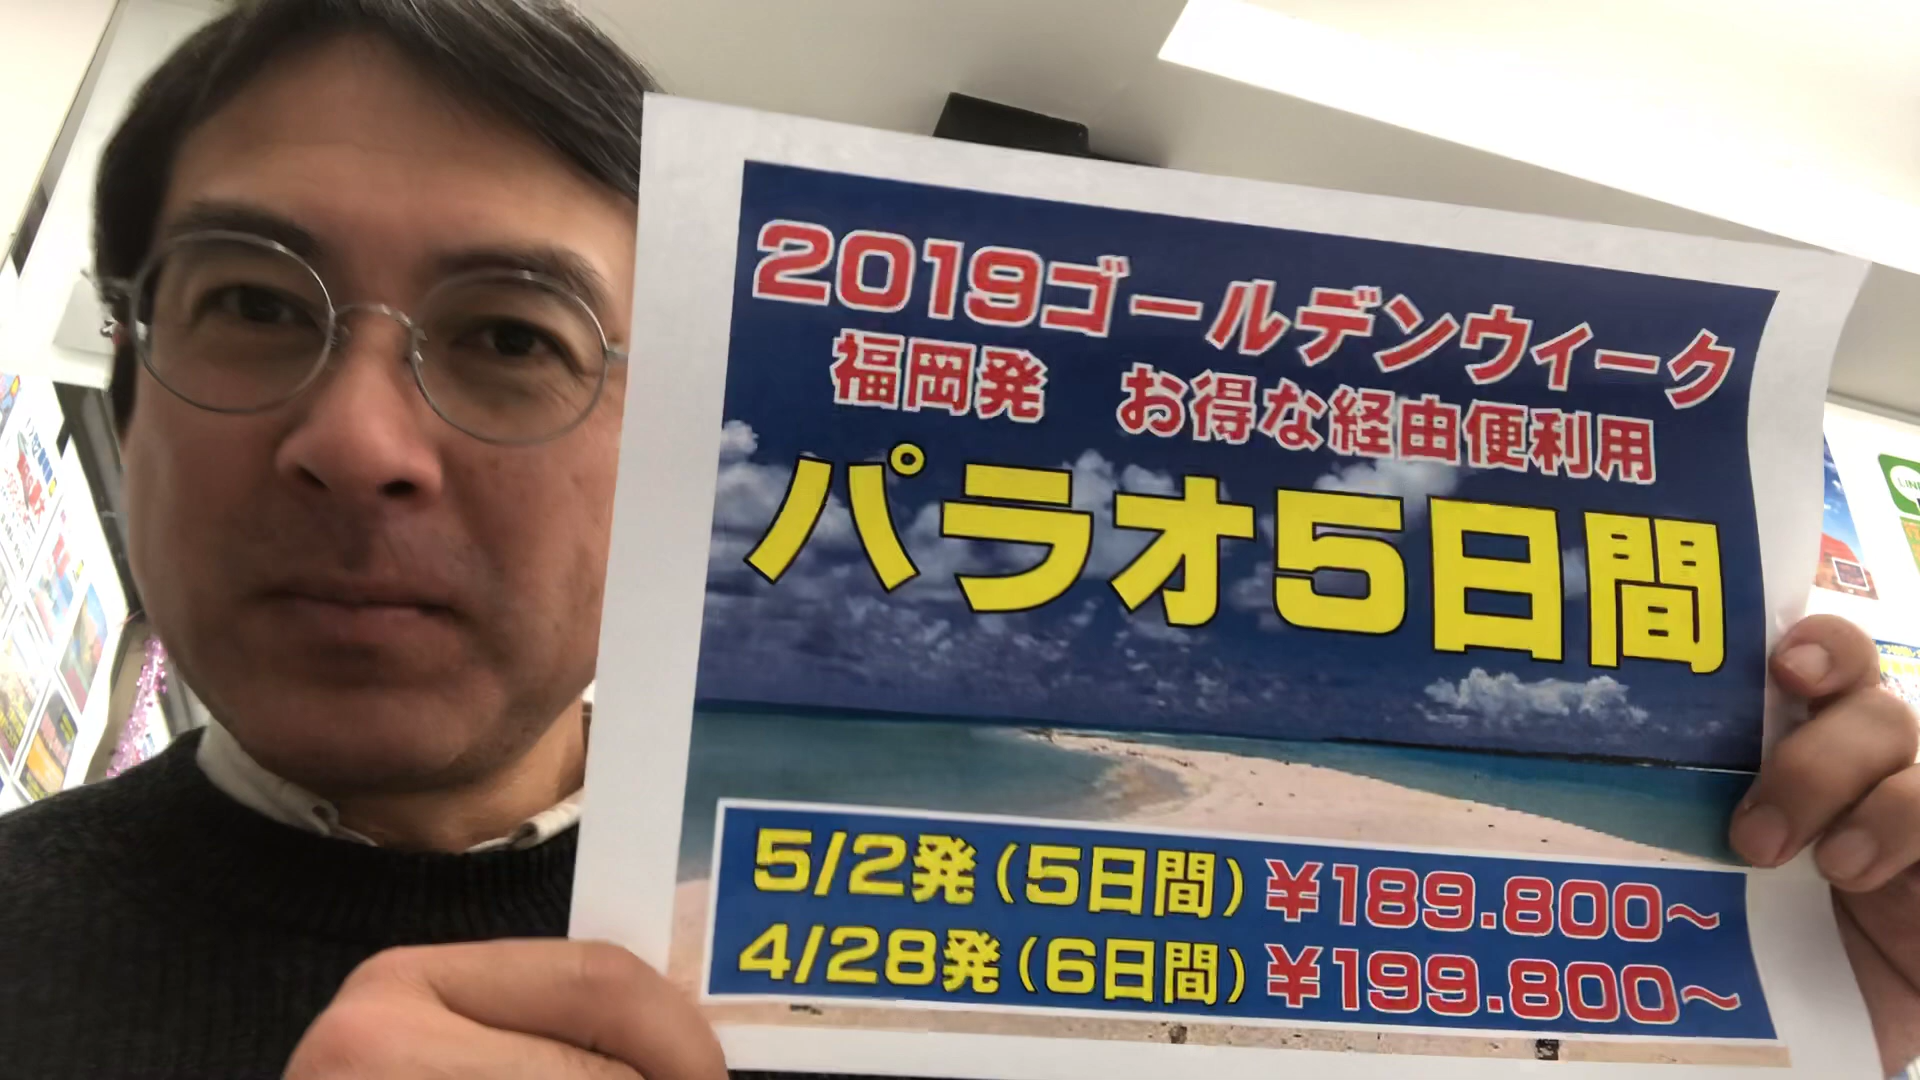 2019ゴールデンウィーク
福岡発 お得な経由便利用
パラオ5日間
5/2発(5日間)¥189.800～
4/28発(6日間)¥199.800～
LINE